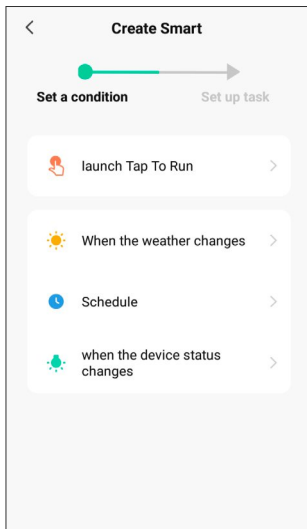 Create Smart
Set a condition
Set up task
launch Tap To Run
When the weather changes
Schedule
when the device status
changes